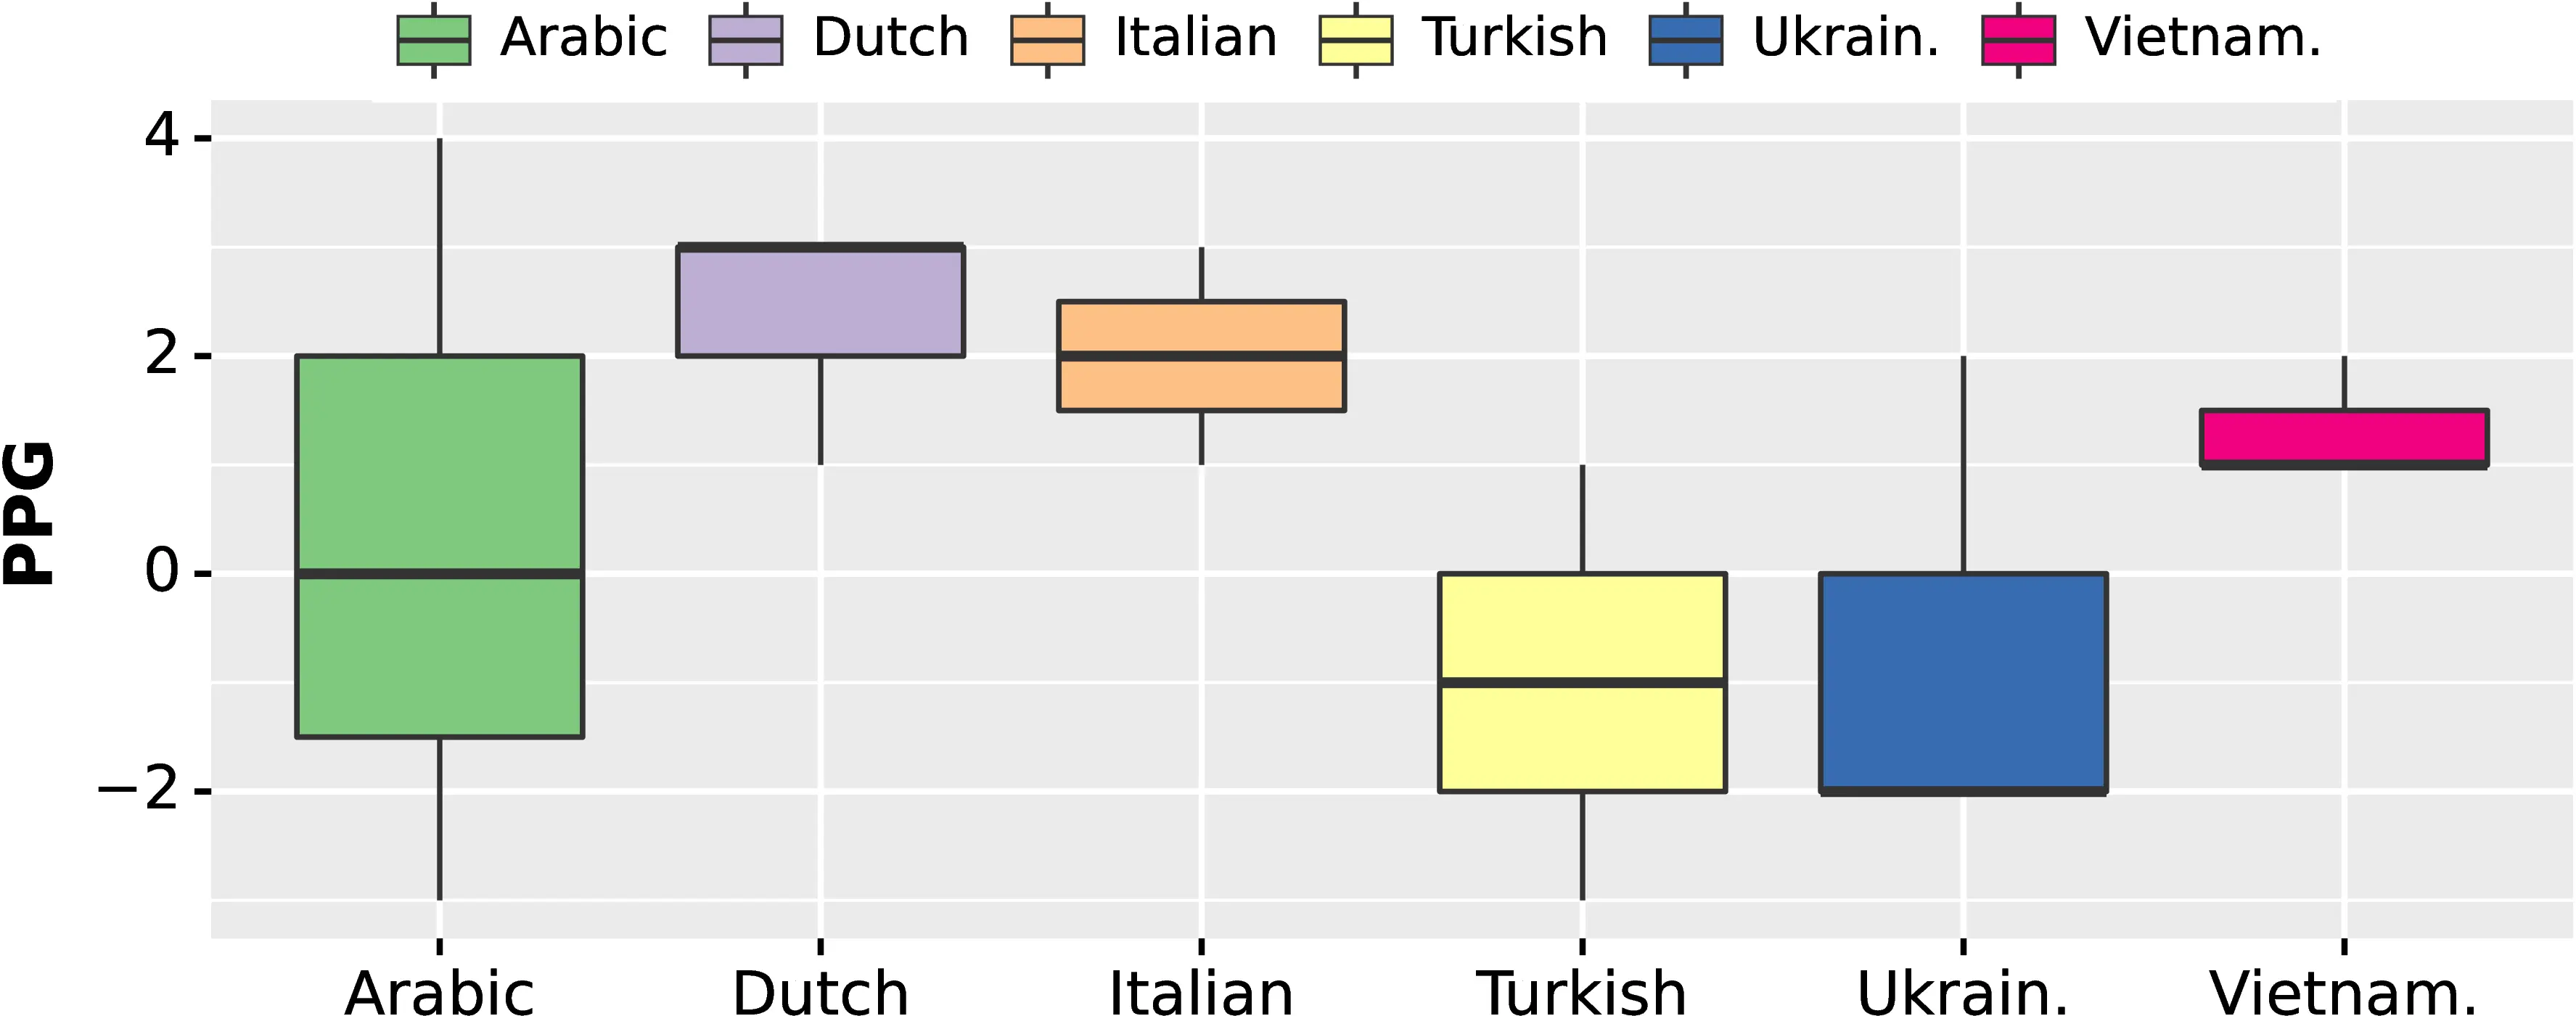 Arabic Dutch Italian Turkish Ukrain. Vietnam.
4
2
0
−2
PPG
Arabic Dutch Italian Turkish Ukrain. Vietnam.